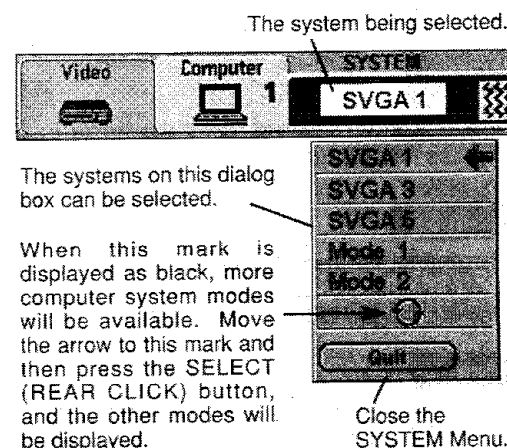 The system being selected.
Video
Computer
1
SYSTEM
SVGA 1
SVGA 1
SVGA 3
SVGA 5
Mode 1
Mode 2
Quit
The systems on this dialog
box can be selected.
When this mark is
displayed as black, more
computer system modes
will be available. Move
the arrow to this mark and
then press the SELECT
(REAR CLICK) button,
and the other modes will
be displayed.
Close the
SYSTEM Menu.